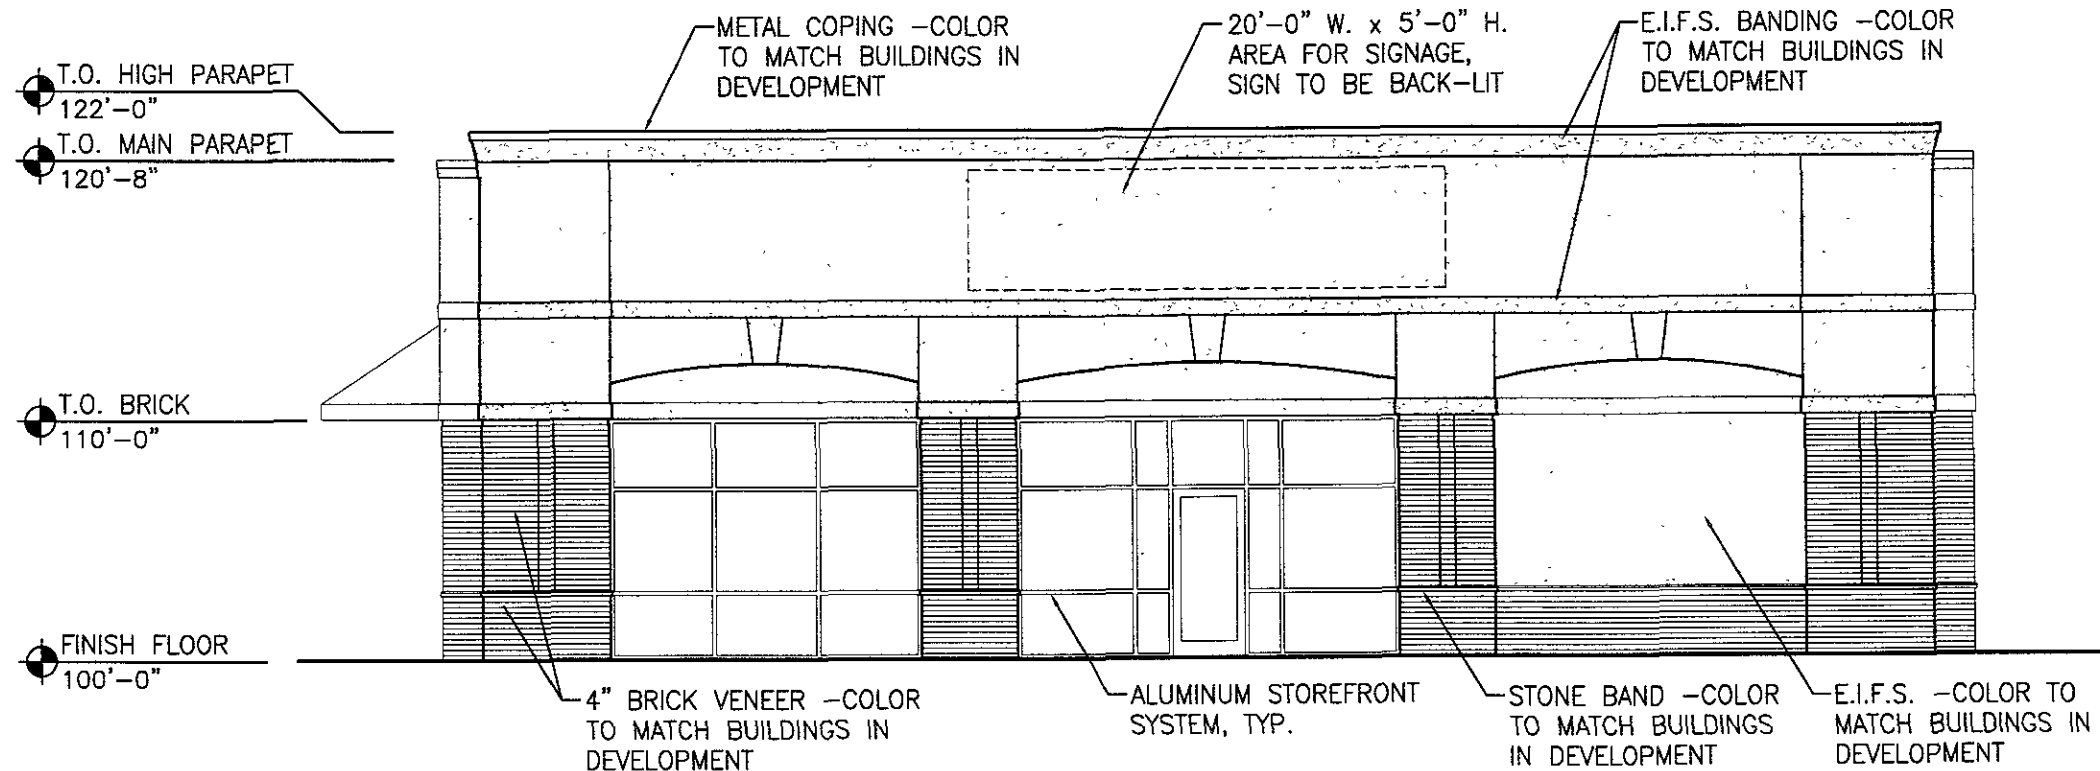 METAL COPING -COLOR
TO MATCH BUILDINGS IN
DEVELOPMENT
20'-0" W. x 5'-0" H.
AREA FOR SIGNAGE,
SIGN TO BE BACK-LIT
E.I.F.S. BANDING -COLOR
TO MATCH BUILDINGS IN
DEVELOPMENT
T.O. HIGH PARAPET
122'-0"
T.O. MAIN PARAPET
120'-8"
T.O. BRICK
110'-0"
FINISH FLOOR
100'-0"
4" BRICK VENEER -COLOR
TO MATCH BUILDINGS IN
DEVELOPMENT
ALUMINUM STOREFRONT
SYSTEM, TYP.
STONE BAND -COLOR
TO MATCH BUILDINGS
IN DEVELOPMENT
E.I.F.S. -COLOR TO
MATCH BUILDINGS IN
DEVELOPMENT